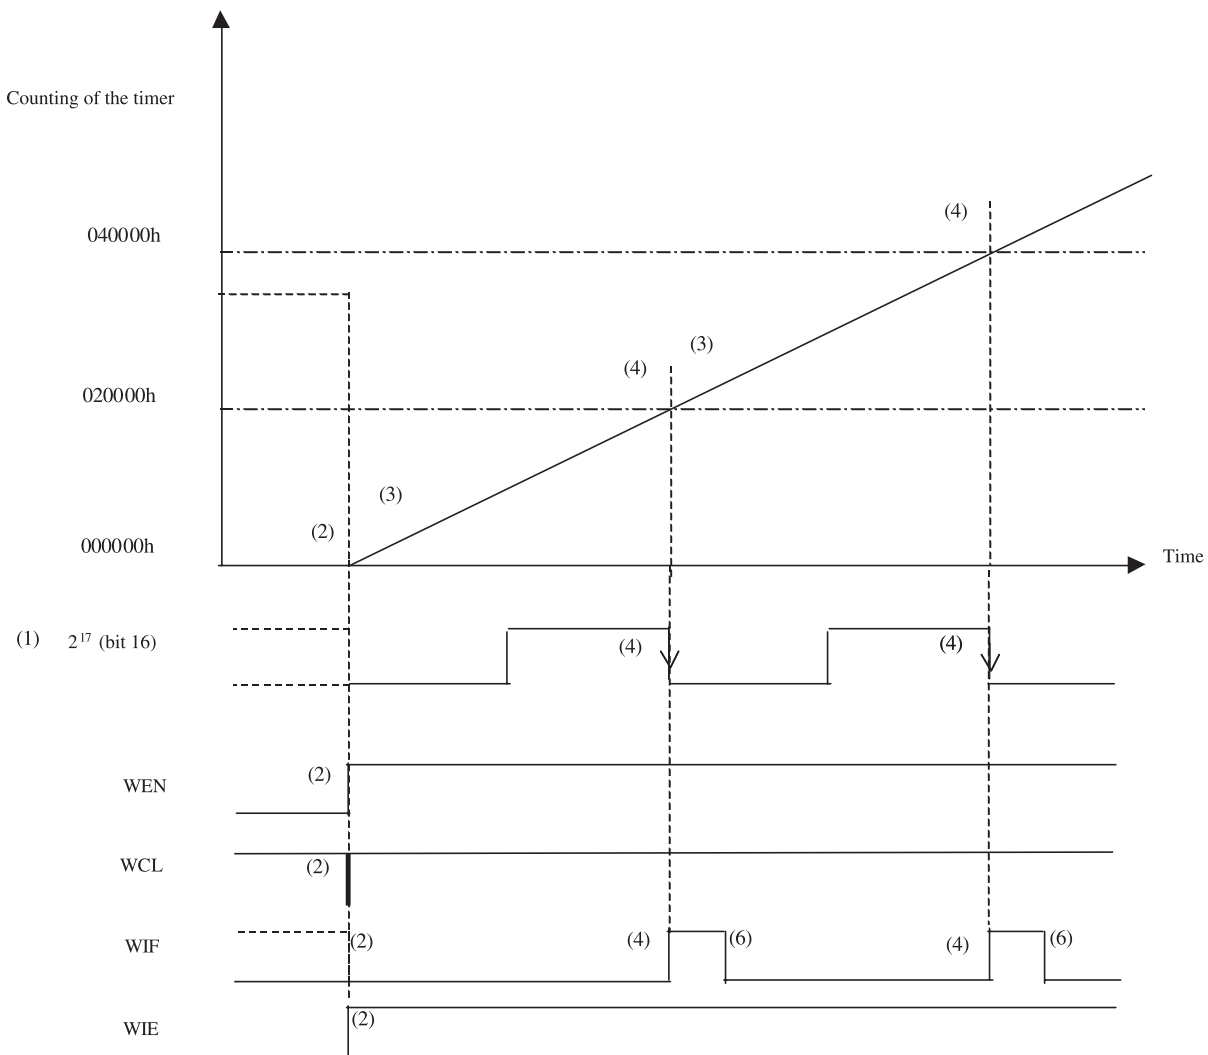 Counting of the timer
(4)
040000h
(3)
(4)
020000h
(3)
(2)
000000h
Time
(1) 2¹⁷ (bit 16)
(4)
(4)
(2)
WEN
WCL
(2)
WIF
(2)
(4)
(6)
(4)
(6)
(2)
WIE